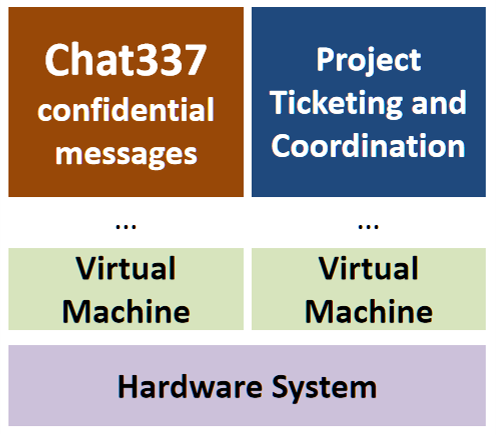 Chat337
confidential
messages
Project
Ticketing and
Coordination
...
...
Virtual
Machine
Virtual
Machine
Hardware System